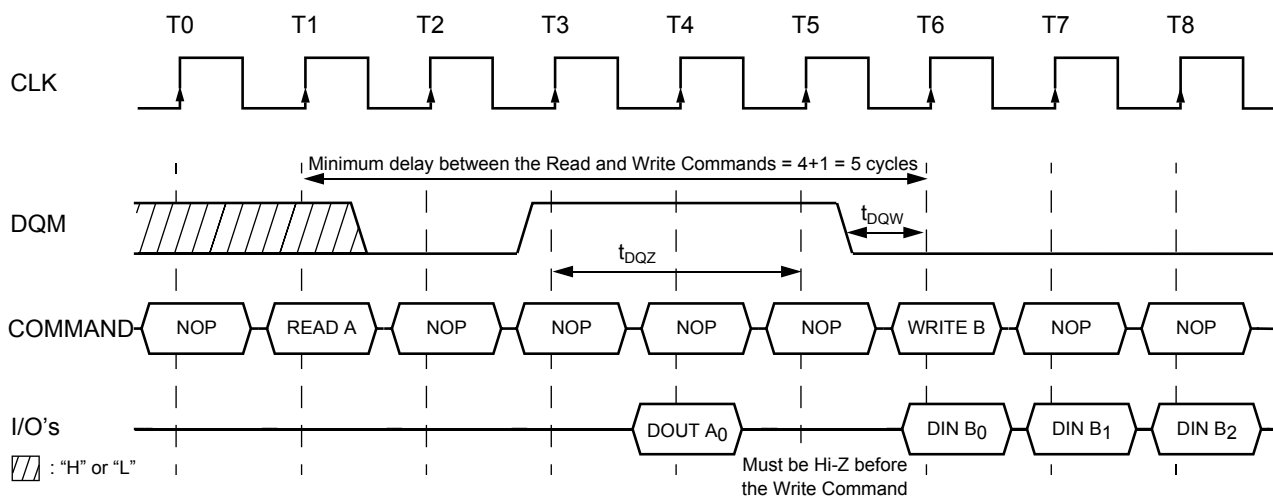 T0 T1 T2 T3 T4 T5 T6 T7 T8
CLK
Minimum delay between the Read and Write Commands = 4+1 = 5 cycles
DQM
tDQW
tDQZ
COMMAND NOP READ A NOP NOP NOP NOP WRITE B NOP NOP
I/O's DOUT A0 DIN B0 DIN B1 DIN B2
: “H” or “L”
Must be Hi-Z before
the Write Command